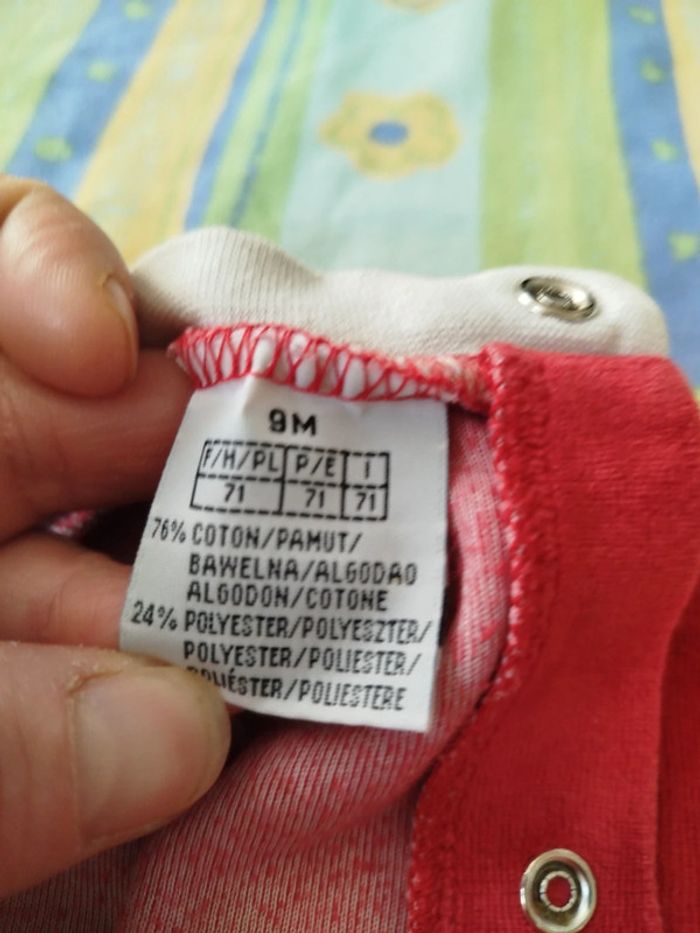 9M
F/H/PL P/E I
71 71 71
76% COTON/PAMUT/
BAWELNA/ALGODAO
ALGODON/COTONE
24% POLYESTER/POLYESZTER/
POLYESTER/POLIESTER/
POLIÉSTER/POLIESTERE